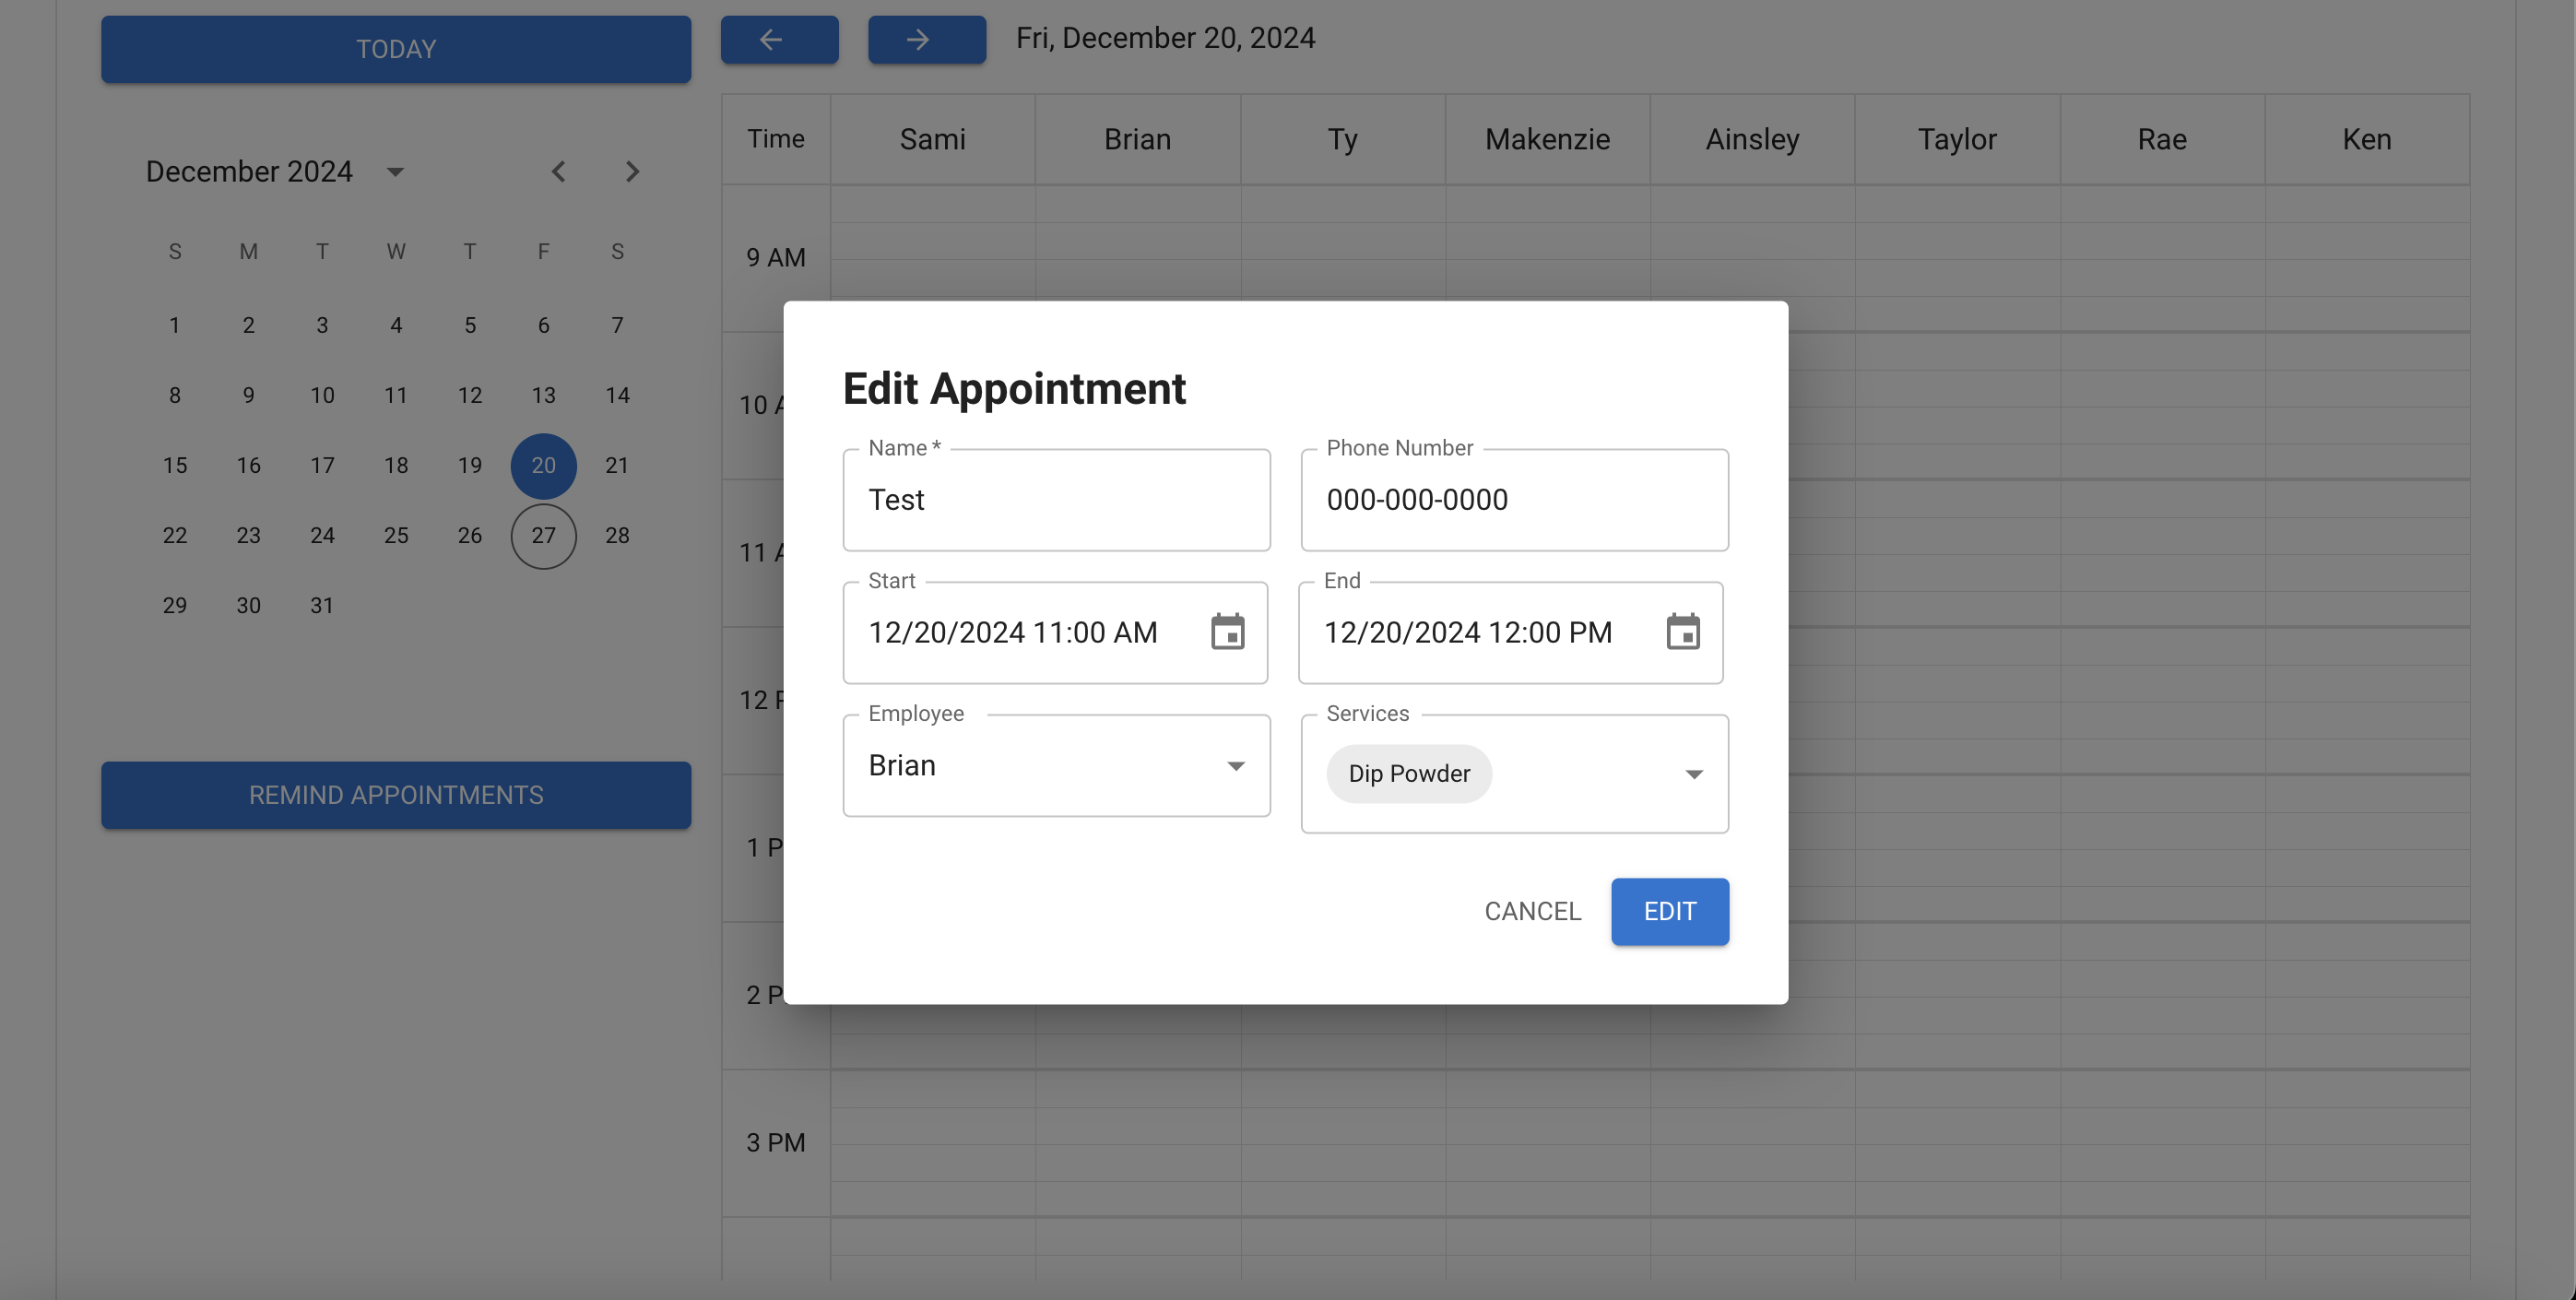 TODAY
Fri, December 20, 2024
December 2024
S M T W T F S
1 2 3 4 5 6 7
8 9 10 11 12 13 14
15 16 17 18 19 20 21
22 23 24 25 26 27 28
29 30 31
REMIND APPOINTMENTS
Time Sami Brian Ty Makenzie Ainsley Taylor Rae Ken
9 AM
10 A
11 A
12 P
1 P
2 P
3 PM
Edit Appointment
Name * Phone Number
Test 000-000-0000
Start End
12/20/2024 11:00 AM 12/20/2024 12:00 PM
Employee Services
Brian Dip Powder
CANCEL EDIT